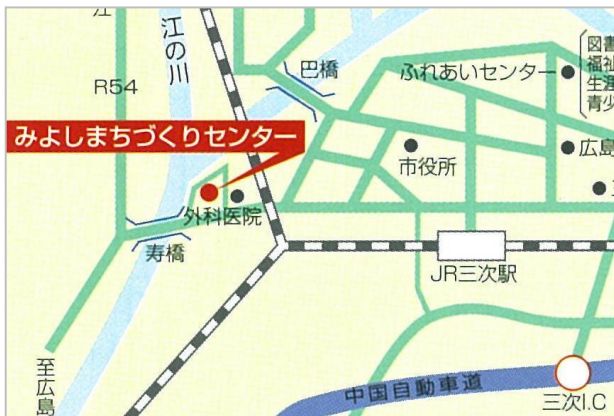 江
江の川
R54
巴橋
ふれあいセンター
図書
福祉
生涯
青少
みよしまちづくりセンター
市役所
広島
外科医院
寿橋
JR三次駅
至広島
中国自動車道
三次I.C